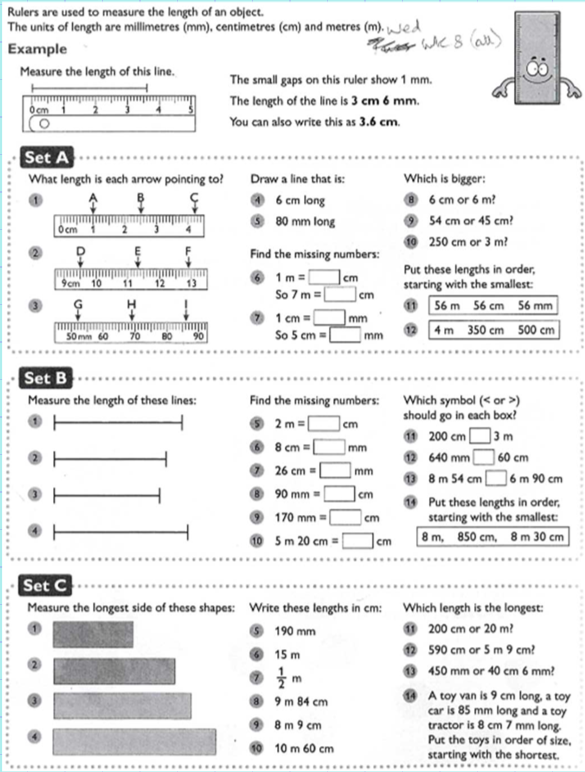 Rulers are used to measure the length of an object.
The units of length are millimetres (mm), centimetres (cm) and metres (m).
Wed
WK 8 (all)
Example
Measure the length of this line.
0cm 1 2 3 4 5
The small gaps on this ruler show 1 mm.
The length of the line is 3 cm 6 mm.
You can also write this as 3.6 cm.
Set A
What length is each arrow pointing to?
1 A B C
0cm 1 2 3 4
2 D E F
9cm 10 11 12 13
3 G H I
50mm 60 70 80 90
Draw a line that is:
4 6 cm long
5 80 mm long
Find the missing numbers:
6 1 m = cm
So 7 m = cm
7 1 cm = mm
So 5 cm = mm
Which is bigger:
8 6 cm or 6 m?
9 54 cm or 45 cm?
10 250 cm or 3 m?
Put these lengths in order,
starting with the smallest:
11 56 m 56 cm 56 mm
12 4 m 350 cm 500 cm
Set B
Measure the length of these lines:
1
2
3
4
Find the missing numbers:
5 2 m = cm
6 8 cm = mm
7 26 cm = mm
8 90 mm = cm
9 170 mm = cm
10 5 m 20 cm = cm
Which symbol (< or >)
should go in each box?
11 200 cm 3 m
12 640 mm 60 cm
13 8 m 54 cm 6 m 90 cm
14 Put these lengths in order,
starting with the smallest:
8 m, 850 cm, 8 m 30 cm
Set C
Measure the longest side of these shapes:
1
2
3
4
Write these lengths in cm:
5 190 mm
6 15 m
7 1/2 m
8 9 m 84 cm
9 8 m 9 cm
10 10 m 60 cm
Which length is the longest:
11 200 cm or 20 m?
12 590 cm or 5 m 9 cm?
13 450 mm or 40 cm 6 mm?
14 A toy van is 9 cm long, a toy
car is 85 mm long and a toy
tractor is 8 cm 7 mm long.
Put the toys in order of size,
starting with the shortest.